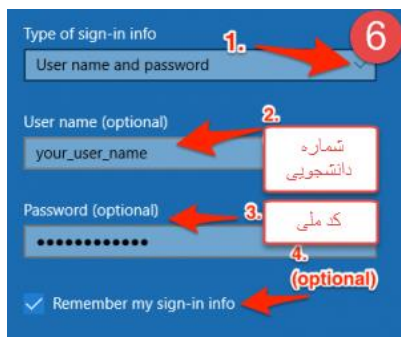 6
Type of sign-in info
1.
User name and password
User name (optional)
2.
your_user_name
شماره
دانشجویی
Password (optional)
3.
کد ملی
4.
(optional)
Remember my sign-in info